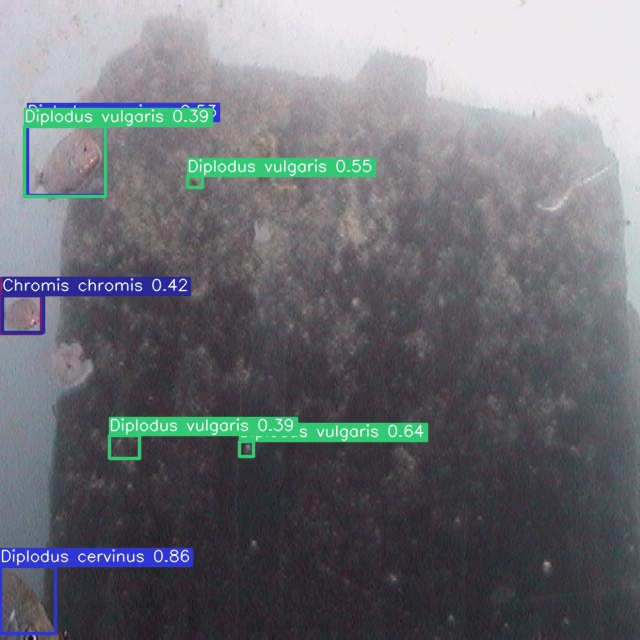 Diplodus vulgaris 0.39
Diplodus vulgaris 0.55
Chromis chromis 0.42
Diplodus vulgaris 0.39
vulgaris 0.64
Diplodus cervinus 0.86